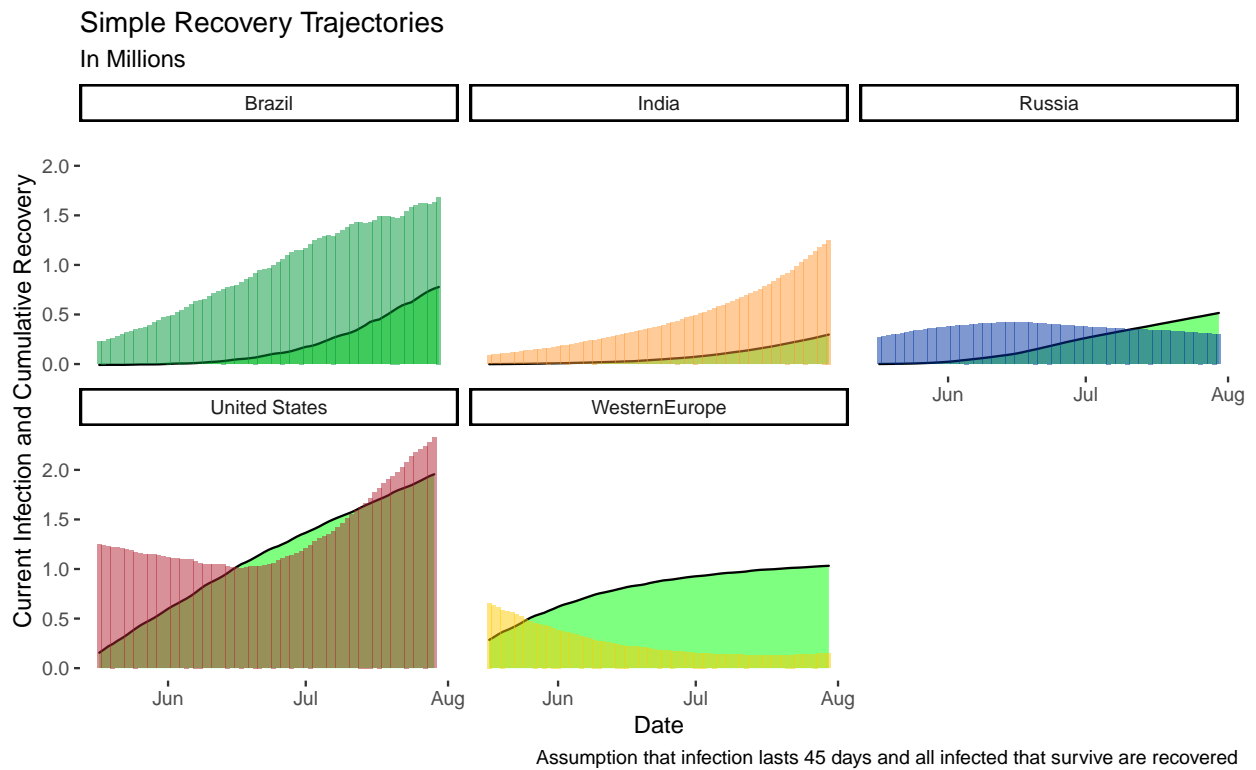 Simple Recovery Trajectories
In Millions
Brazil
India
Russia
Current Infection and Cumulative Recovery
2.0
1.5
1.0
0.5
0.0
Jun
Jul
Aug
United States
WesternEurope
2.0
1.5
1.0
0.5
0.0
Jun
Jul
Aug
Jun
Jul
Aug
Date
Assumption that infection lasts 45 days and all infected that survive are recovered